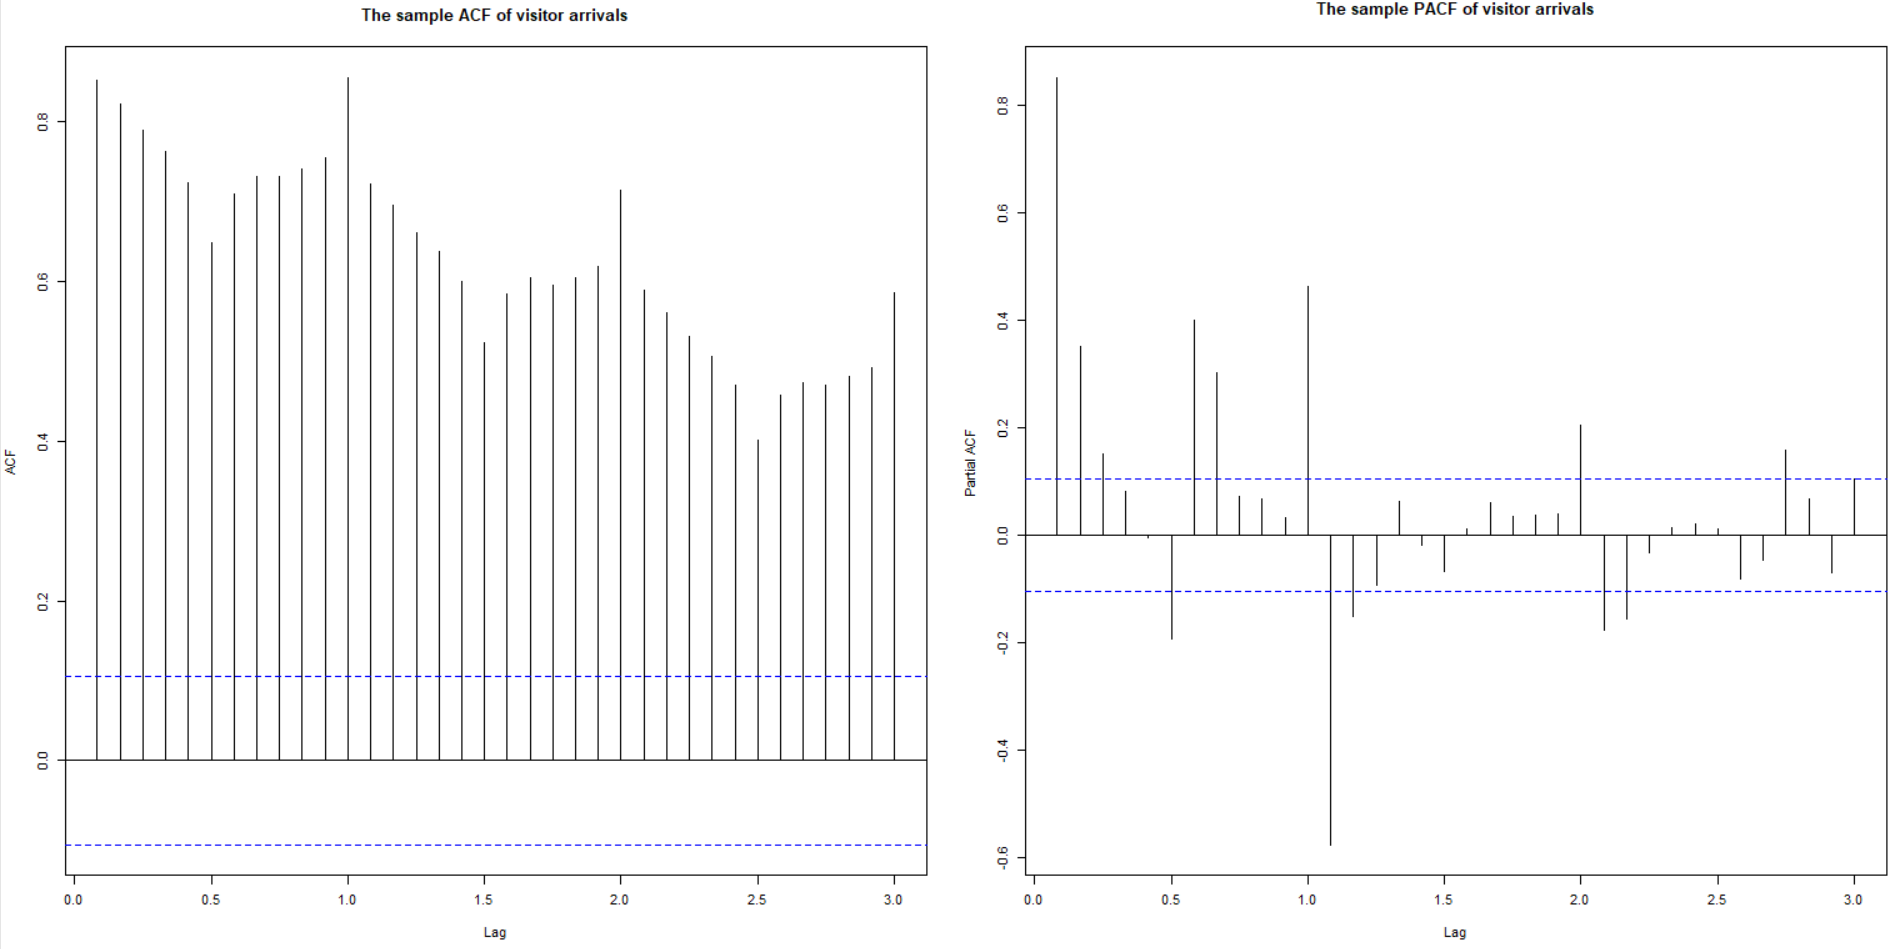 The sample ACF of visitor arrivals
ACF
0.8
0.6
0.4
0.2
0.0
0.0 0.5 1.0 1.5 2.0 2.5 3.0
Lag
The sample PACF of visitor arrivals
Partial ACF
0.8
0.6
0.4
0.2
0.0
-0.2
-0.4
-0.6
0.0 0.5 1.0 1.5 2.0 2.5 3.0
Lag